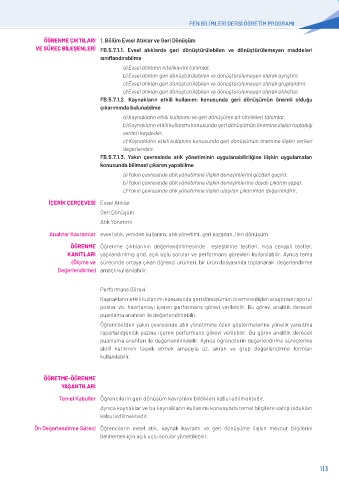 FEN BİLİMLERİ DERSİ ÖĞRETİM PROGRAMI
ÖĞRENME ÇIKTILARI VE SÜREÇ BİLEŞENLERİ
1. Bölüm Evsel Atıklar ve Geri Dönüşüm
FB.5.7.1.1. Evsel atıklarda geri dönüştürülebilen ve dönüştürülemeyen maddeleri
sınıflandırabilme
a) Evsel atıkların niteliklerini tanımlar.
b) Evsel atıkları geri dönüştürülebilen ve dönüştürülemeyen olarak ayrıştırır.
c) Evsel atıkları geri dönüştürülebilen ve dönüştürülemeyen olarak gruplandırır.
ç) Evsel atıkları geri dönüştürülebilen ve dönüştürülemeyen olarak etiketler.
FB.5.7.1.2. Kaynakların etkili kullanımı konusunda geri dönüşümün önemli olduğu
çıkarımında bulunabilme
a) Kaynakların etkili kullanımı ve geri dönüşüme ait nitelikleri tanımlar.
b) Kaynakların etkili kullanımı konusunda geri dönüşümün önemine ilişkin topladığı
verileri kaydeder.
c) Kaynakların etkili kullanımı konusunda geri dönüşümün önemine ilişkin verileri
değerlendirir.
FB.5.7.1.3. Yakın çevresinde atık yönetiminin uygulanabilirliğine ilişkin uygulamaları
konusunda bilimsel çıkarım yapabilme
a) Yakın çevresinde atık yönetimine ilişkin deneyimlerini gözden geçirir.
b) Yakın çevresinde atık yönetimine ilişkin deneyimlerine dayalı çıkarım yapar.
c) Yakın çevresinde atık yönetimine ilişkin ulaşılan çıkarımları değerlendirir.
İÇERİK ÇERÇEVESİ
Evsel Atıklar
Geri Dönüşüm
Atık Yönetimi
Anahtar Kavramlar
evsel atık, yeniden kullanım, atık yönetimi, geri kazanım, ileri dönüşüm
ÖĞRENME KANITLARI (Ölçme ve Değerlendirme)
Öğrenme çıktılarının değerlendirilmesinde eşleştirme testleri, kısa cevaplı testler,
yapılandırılmış grid, açık uçlu sorular ve performans görevleri kullanılabilir. Ayrıca tema
sürecinde ortaya çıkan öğrenci ürünleri, bir ürün dosyasında toplanarak değerlendirme
amaçlı kullanılabilir.
Performans Görevi
Kaynakların etkili kullanımı konusunda geri dönüşümün önemine ilişkin araştırma raporu/
poster vb. hazırlamayı içeren performans görevi verilebilir. Bu görev, analitik dereceli
puanlama anahtarı ile değerlendirilebilir.
Öğrencilerden yakın çevresinde atık yönetimine özen göstermelerine yönelik yansıtma
raporları/günlük yazma içeren performans görevi verilebilir. Bu görev analitik dereceli
puanlama anahtarı ile değerlendirilebilir. Ayrıca öğrencilerin değerlendirme süreçlerine
aktif katılımını teşvik etmek amacıyla öz, akran ve grup değerlendirme formları
kullanılabilir.
ÖĞRETME-ÖĞRENME YAŞANTILARI
Temel Kabuller
Öğrencilerin geri dönüşüm kavramını bildikleri kabul edilmektedir.
Ayrıca kaynaklar ve bu kaynakların kullanımı konusunda temel bilgilere sahip oldukları
kabul edilmektedir.
Ön Değerlendirme Süreci
Öğrencilerin evsel atık, kaynak kavramı ve geri dönüşüme ilişkin mevcut bilgilerini
belirlemek için açık uçlu sorular yöneltilebilir.
113